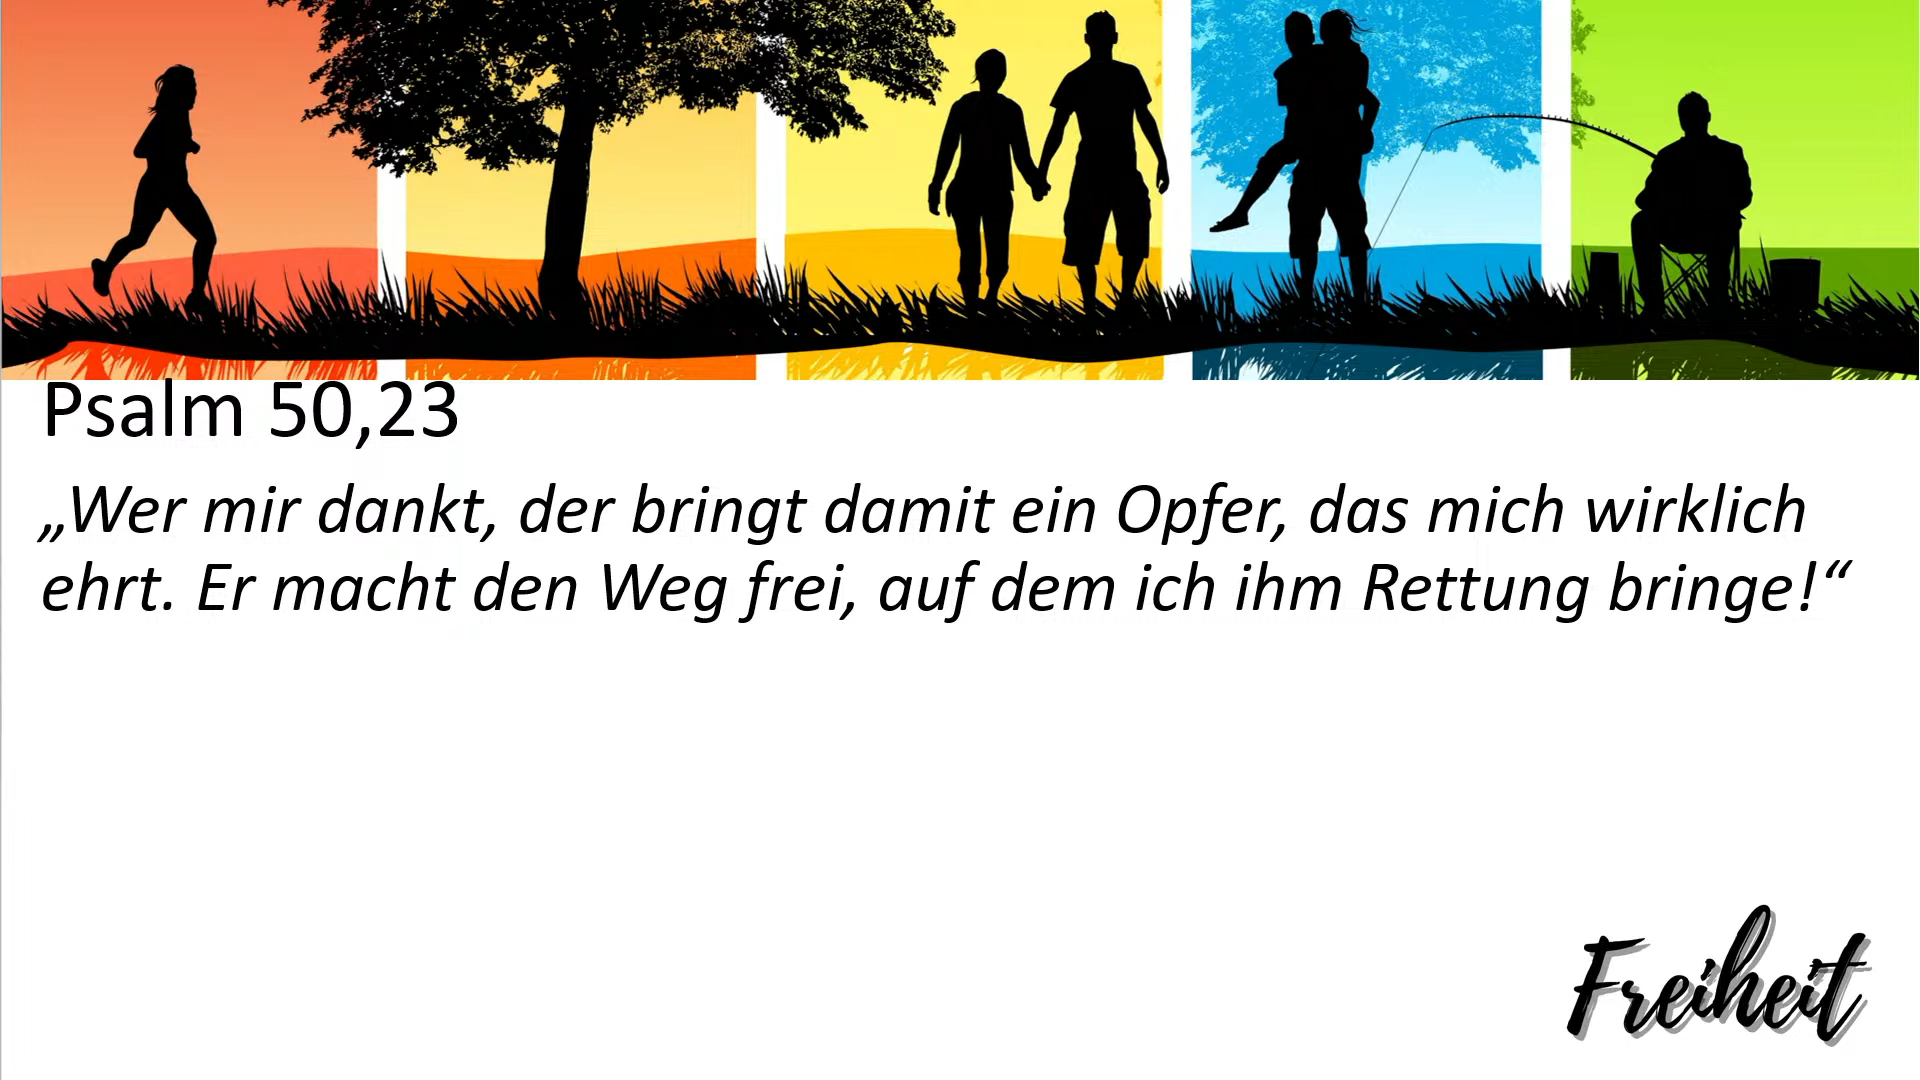 Psalm 50,23
„Wer mir dankt, der bringt damit ein Opfer, das mich wirklich
ehrt. Er macht den Weg frei, auf dem ich ihm Rettung bringe!“
Freiheit